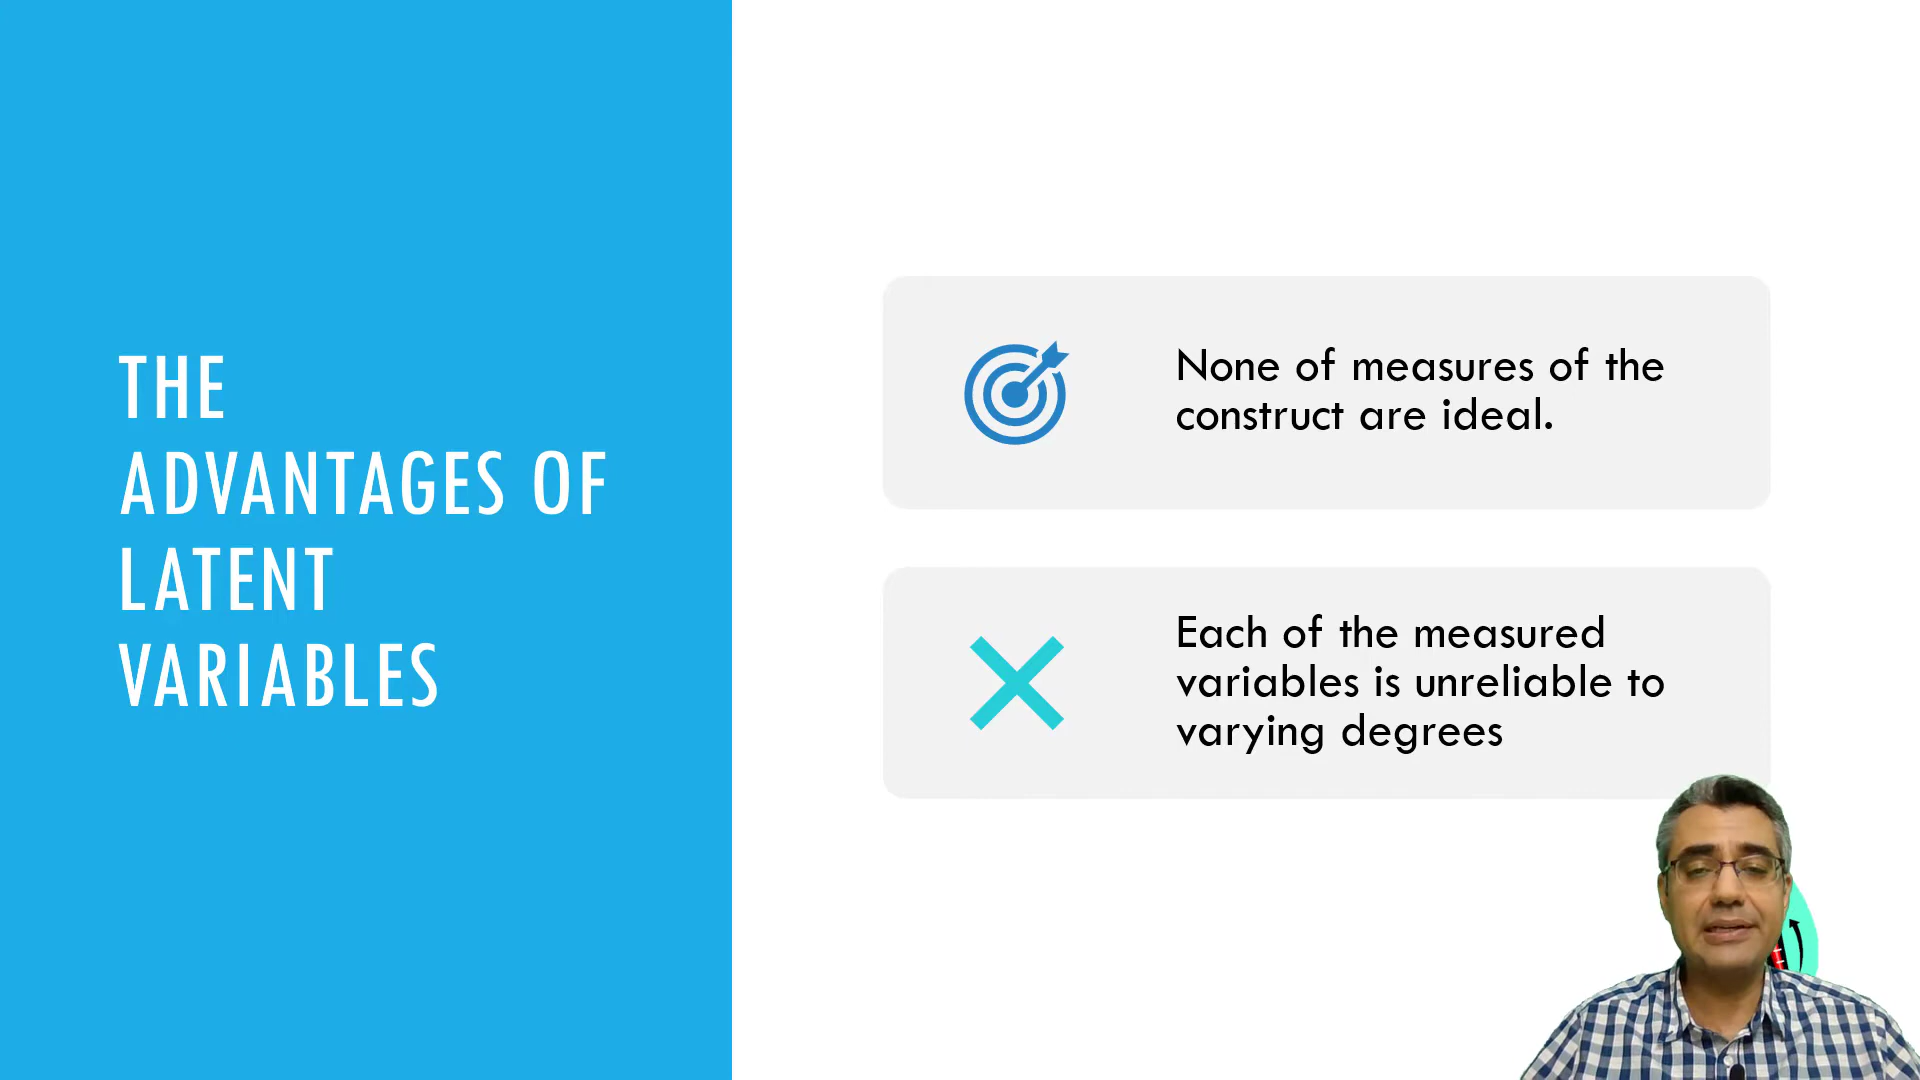 THE
ADVANTAGES OF
LATENT
VARIABLES
None of measures of the
construct are ideal.
Each of the measured
variables is unreliable to
varying degrees